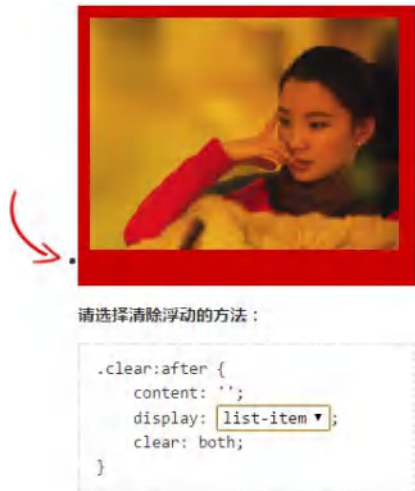 请选择清除浮动的方法：
.clear:after {
content: '';
display: list-item ▼;
clear: both;
}